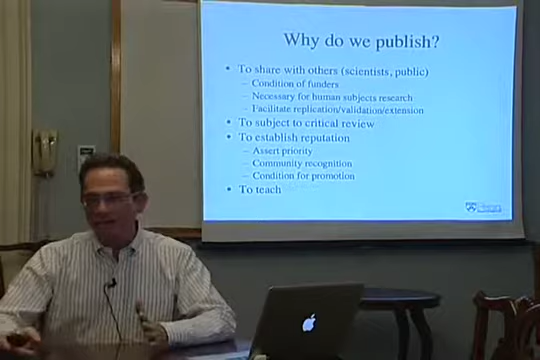 Why do we publish?
• To share with others (scientists, public)
– Condition of funders
– Necessary for human subjects research
– Facilitate replication/validation/extension
• To subject to critical review
• To establish reputation
– Assert priority
– Community recognition
– Condition for promotion
• To teach